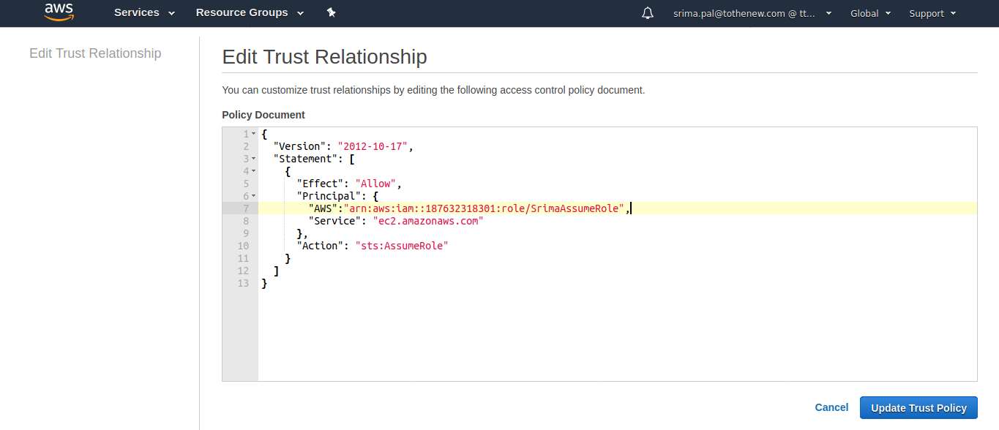 aws Services Resource Groups srima.pal@tothenew.com @ tt... Global Support
Edit Trust Relationship
Edit Trust Relationship
You can customize trust relationships by editing the following access control policy document.
Policy Document
1 {
2 "Version": "2012-10-17",
3 "Statement": [
4 {
5 "Effect": "Allow",
6 "Principal": {
7 "AWS":"arn:aws:iam::187632318301:role/SrimaAssumeRole",
8 "Service": "ec2.amazonaws.com"
9 },
10 "Action": "sts:AssumeRole"
11 }
12 ]
13 }
Cancel Update Trust Policy